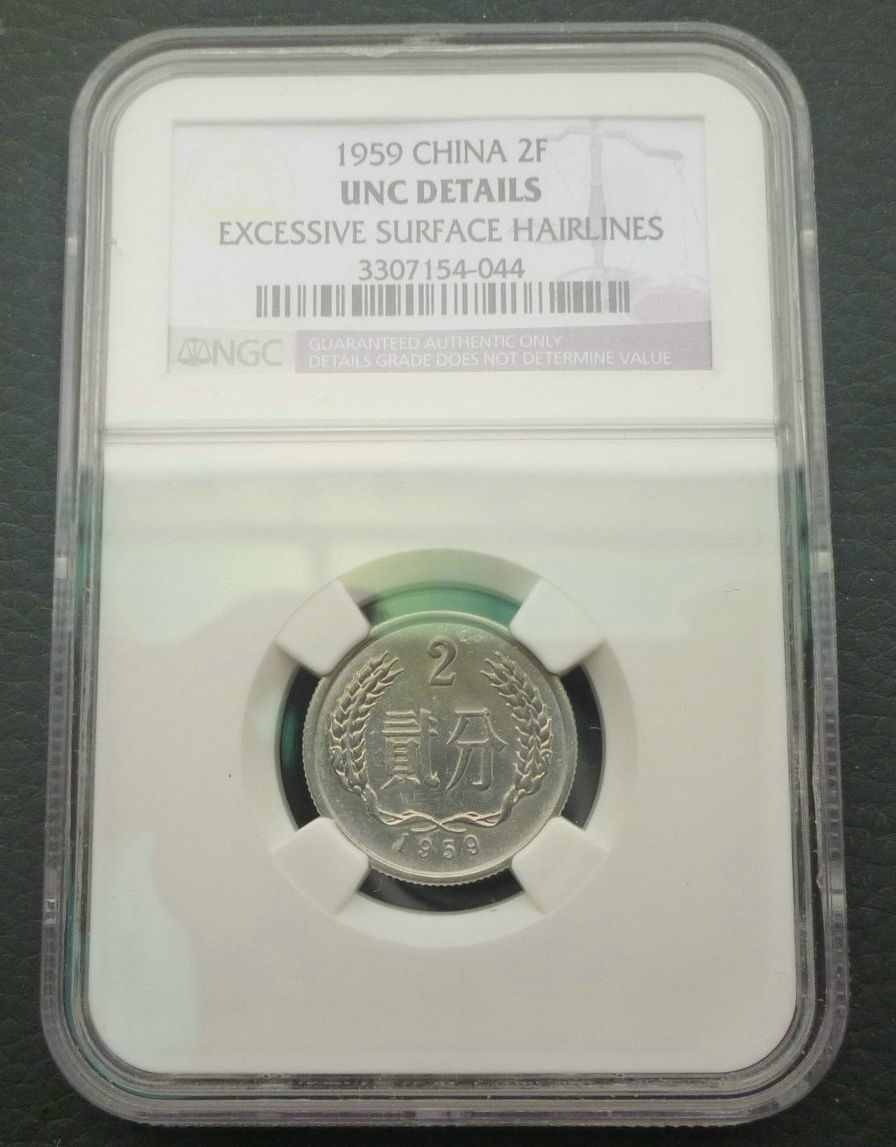 1959 CHINA 2F
UNC DETAILS
EXCESSIVE SURFACE HAIRLINES
3307154-044
NGC
GUARANTEED AUTHENTIC ONLY
DETAILS GRADE DOES NOT DETERMINE VALUE
2
貳分
1959